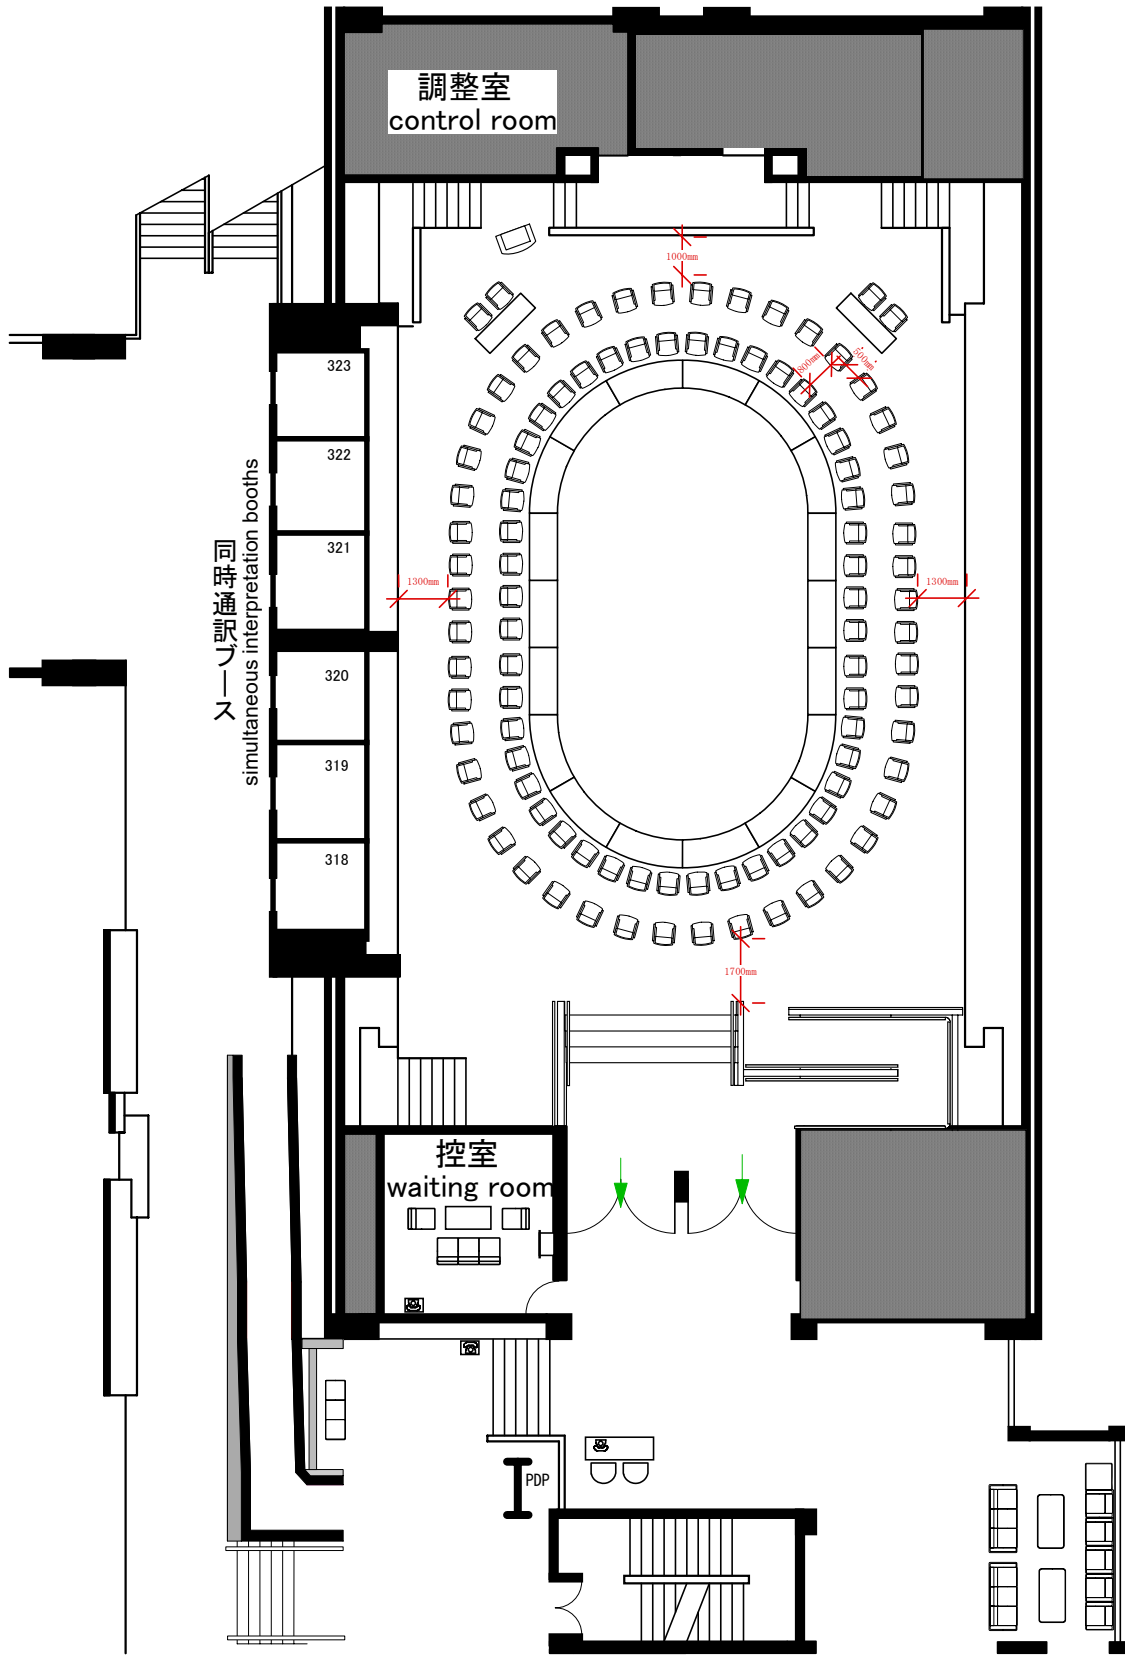 調整室
control room
1000mm
800mm
500mm
323
322
321
320
319
318
同時通訳ブース
simultaneous interpretation booths
1300mm
1300mm
1700mm
控室
waiting room
PDP